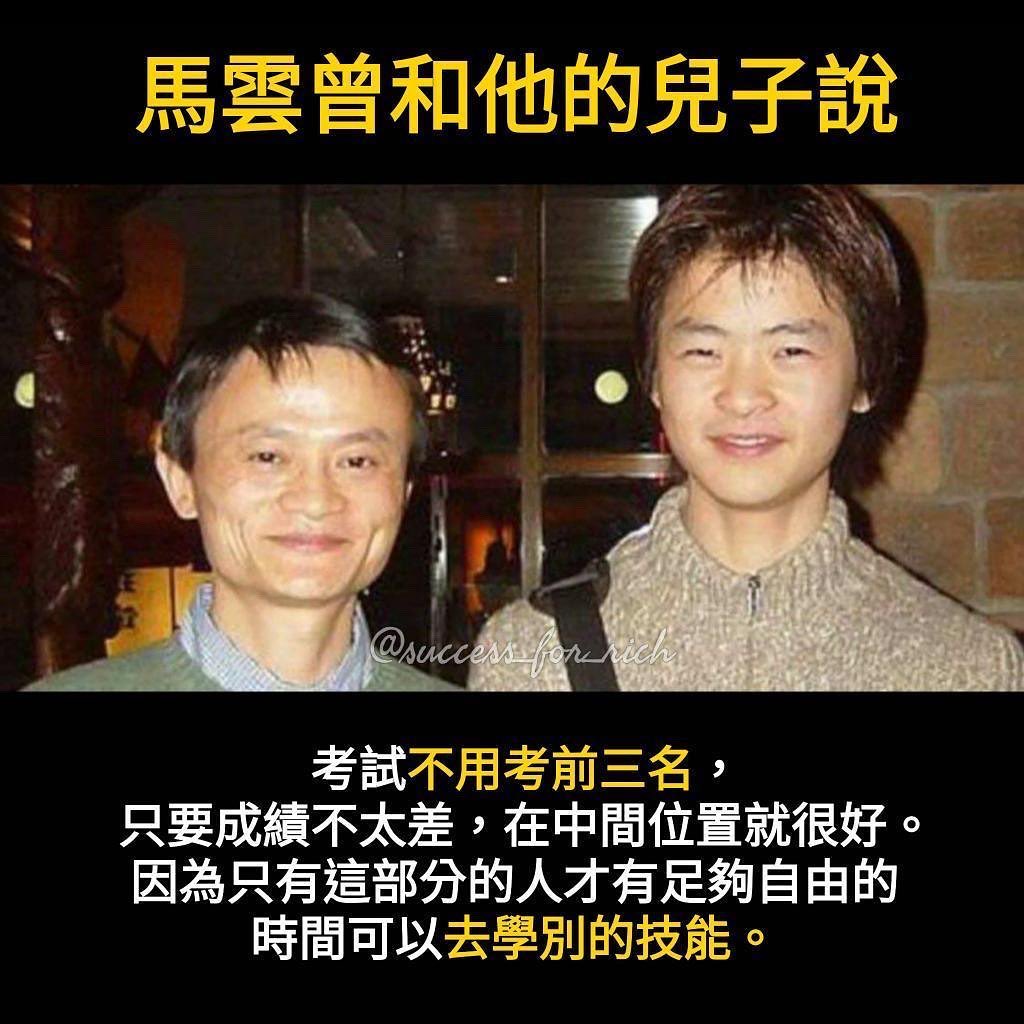 馬雲曾和他的兒子說
@success_for_rich
考試不用考前三名，
只要成績不太差，在中間位置就很好。
因為只有這部分的人才有足夠自由的
時間可以去學別的技能。